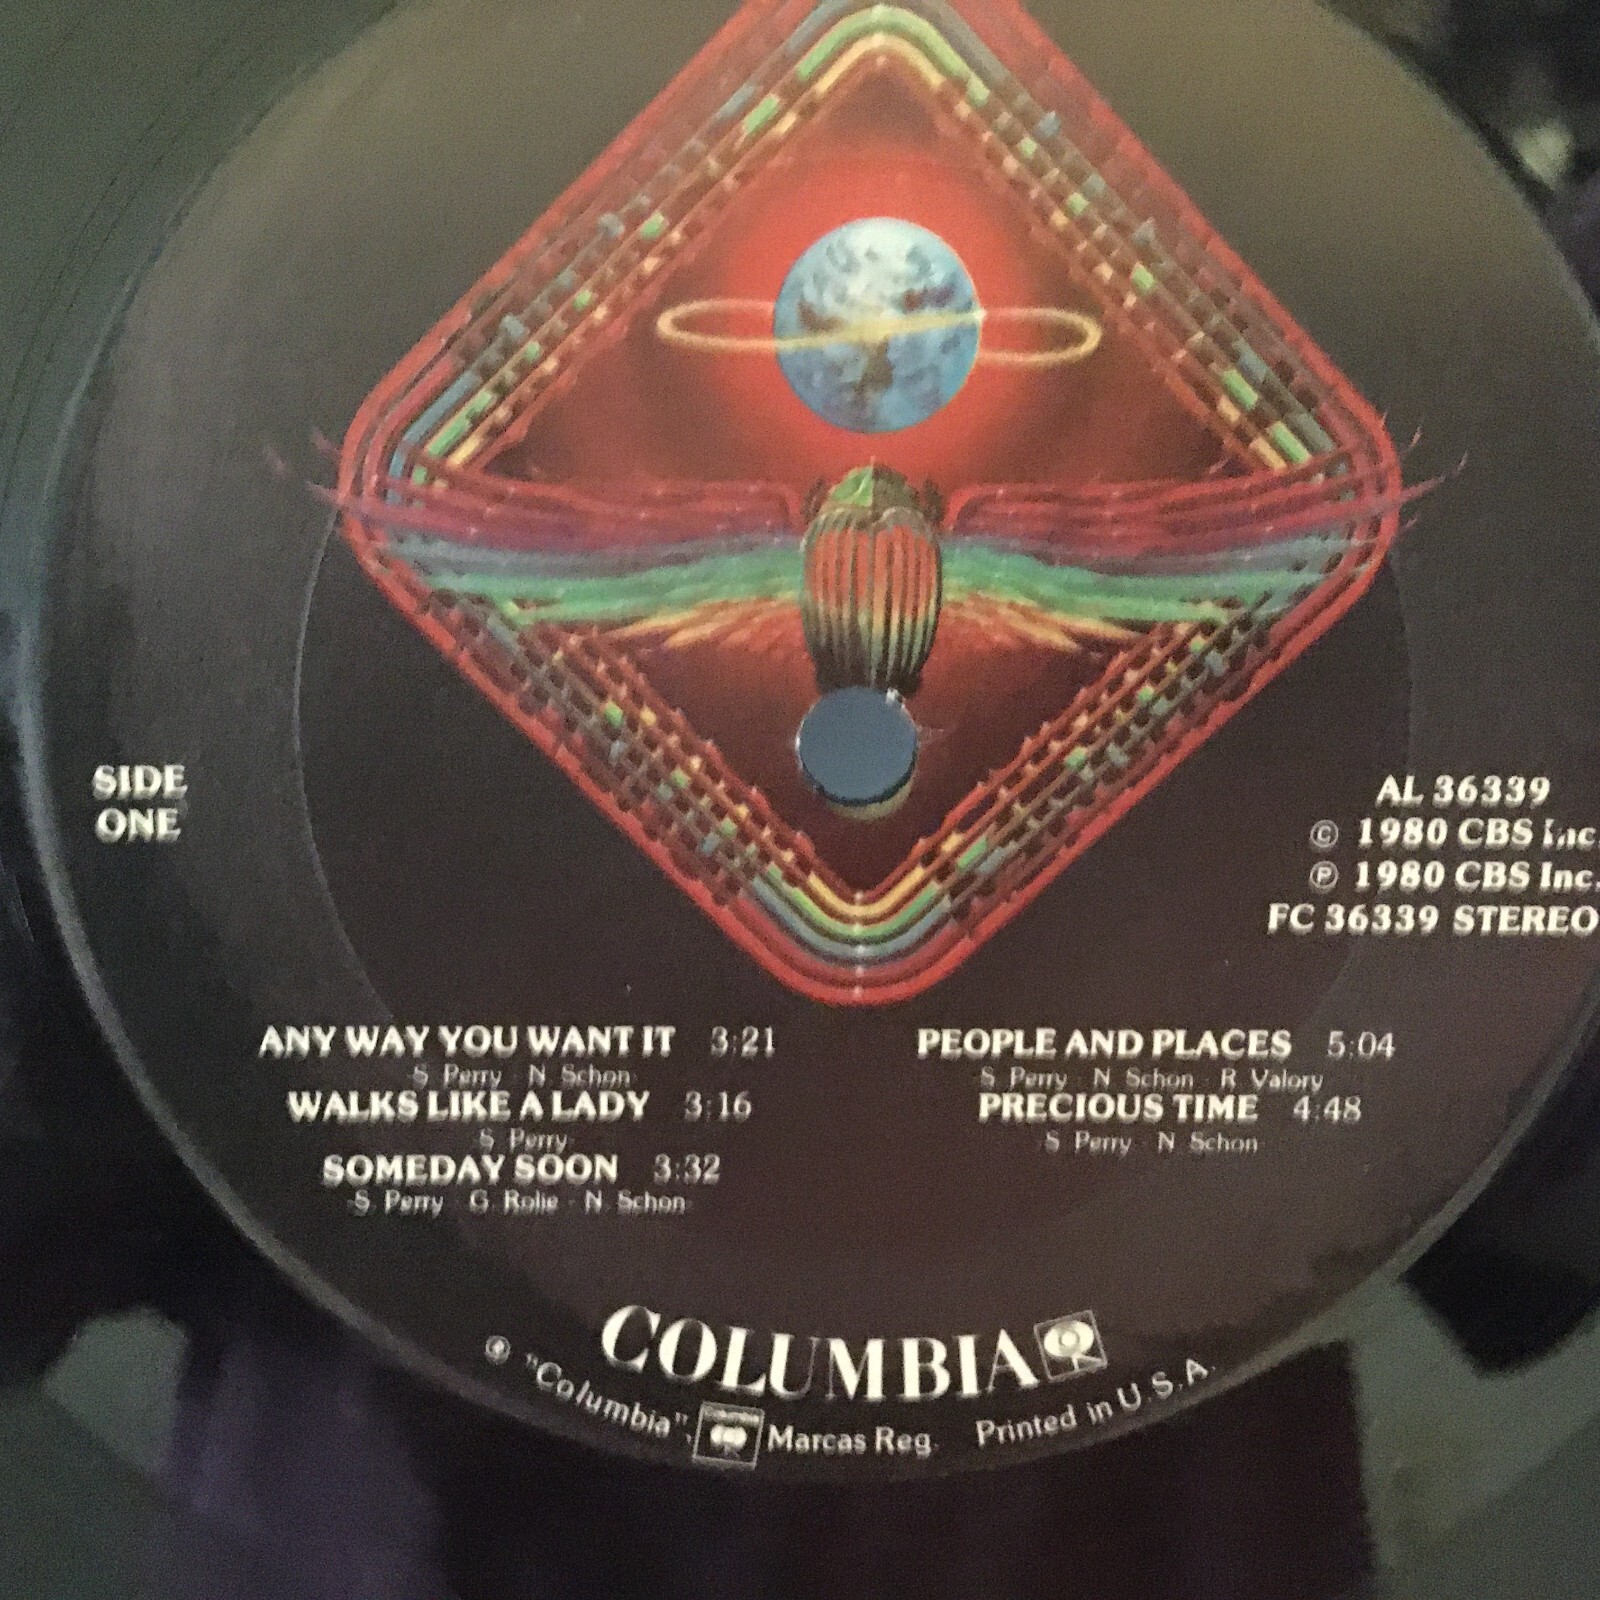 SIDE
ONE
AL 36339
© 1980 CBS Inc.
℗ 1980 CBS Inc.
FC 36339 STEREO
ANY WAY YOU WANT IT 3:21
S. Perry - N. Schon
WALKS LIKE A LADY 3:16
S. Perry
SOMEDAY SOON 3:32
S. Perry - G. Rolie - N. Schon
PEOPLE AND PLACES 5:04
S. Perry - N. Schon - R. Valory
PRECIOUS TIME 4:48
S. Perry - N. Schon
COLUMBIA
® "Columbia", Marcas Reg. Printed in U.S.A.